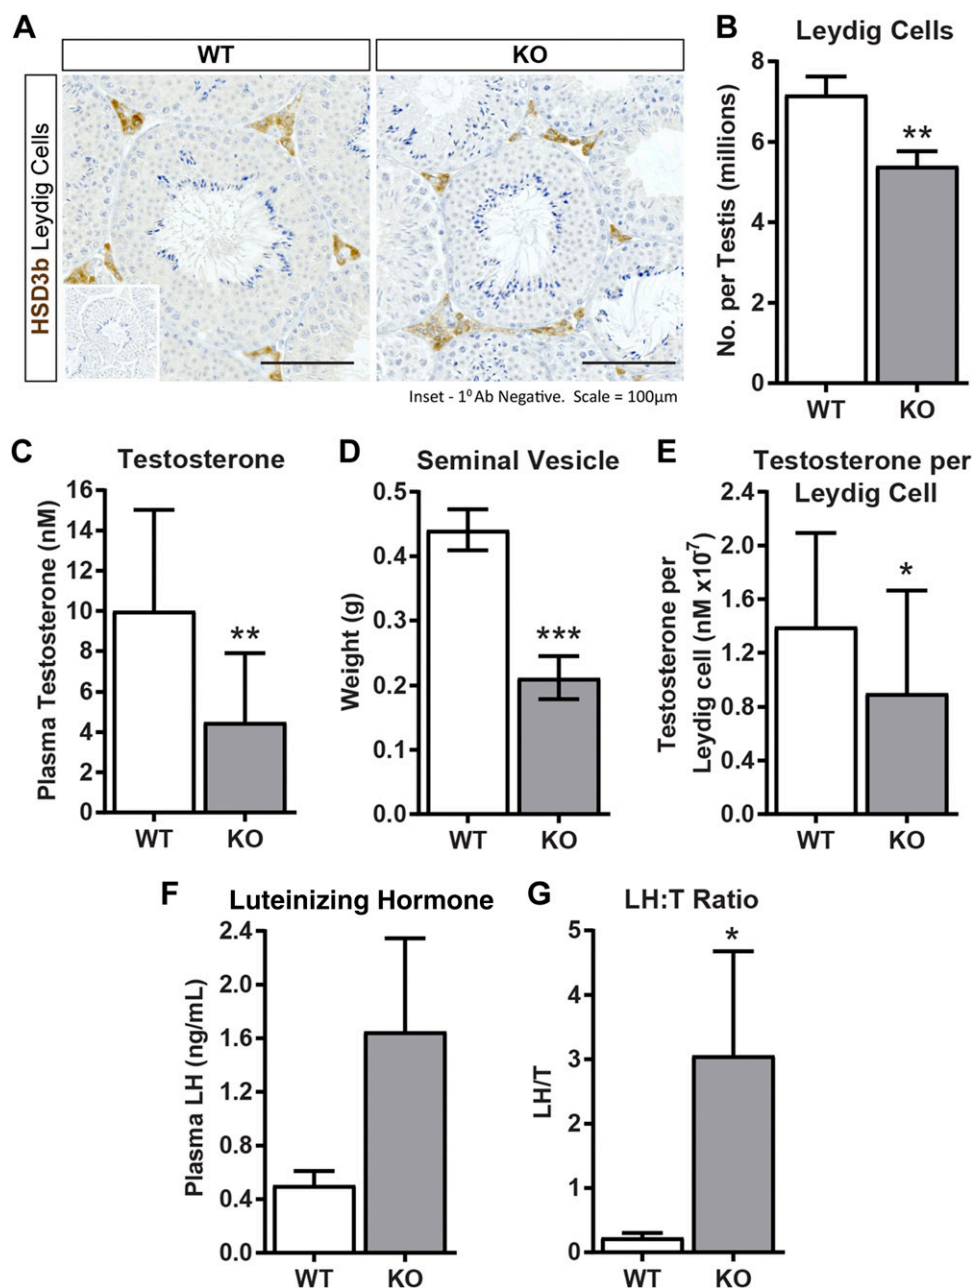 A
WT
KO
HSD3b Leydig Cells
Inset - 1⁰ Ab Negative. Scale = 100µm
B
Leydig Cells
No. per Testis (millions)
8
6
4
2
0
**
WT
KO
C
Testosterone
Plasma Testosterone (nM)
16
14
12
10
8
6
4
2
0
**
WT
KO
D
Seminal Vesicle
Weight (g)
0.5
0.4
0.3
0.2
0.1
0.0
***
WT
KO
E
Testosterone per
Leydig Cell
Testosterone per
Leydig cell (nM x10⁻⁷)
2.4
2.0
1.6
1.2
0.8
0.4
0.0
*
WT
KO
F
Luteinizing Hormone
Plasma LH (ng/mL)
2.4
2.0
1.6
1.2
0.8
0.4
0.0
WT
KO
G
LH:T Ratio
LH/T
5
4
3
2
1
0
*
WT
KO